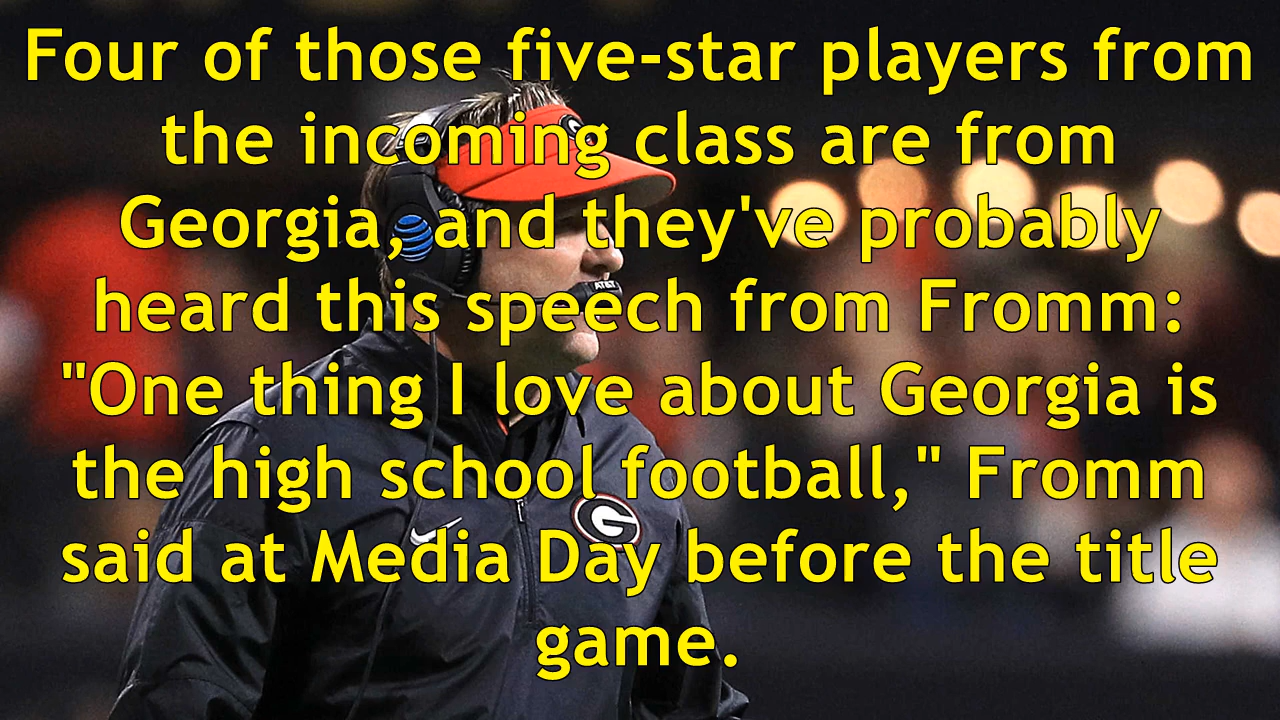 Four of those five-star players from
the incoming class are from
Georgia, and they've probably
heard this speech from Fromm:
"One thing I love about Georgia is
the high school football," Fromm
said at Media Day before the title
game.
AT&T
G